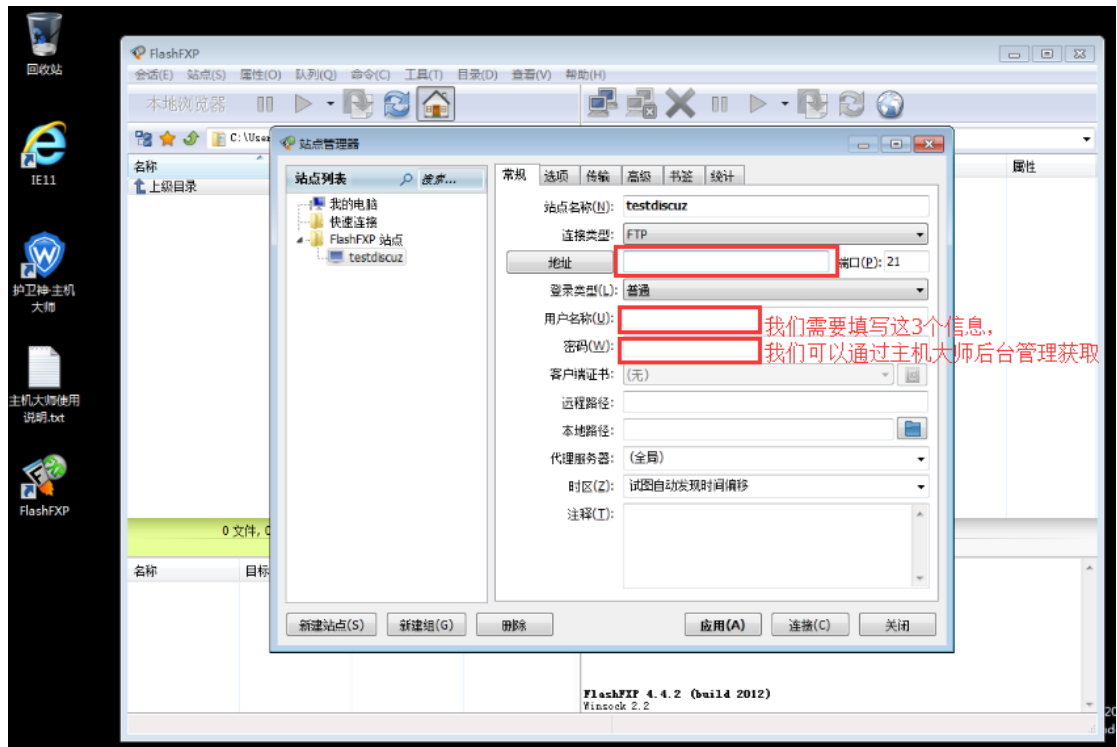 回收站
IE11
护卫神·主机
大师
主机大师使用
说明.txt
FlashFXP
FlashFXP
会话(E) 站点(S) 属性(O) 队列(Q) 命令(C) 工具(T) 目录(D) 查看(V) 帮助(H)
本地浏览器
C:\User
名称
属性
上级目录
0 文件, 0
名称 目标
站点管理器
站点列表
搜索...
我的电脑
快速连接
FlashFXP 站点
testdiscuz
常规 选项 传输 高级 书签 统计
站点名称(N): testdiscuz
连接类型: FTP
地址 端口(P): 21
登录类型(L): 普通
用户名称(U):
我们需要填写这3个信息，
密码(W):
我们可以通过主机大师后台管理获取
客户端证书: (无)
远程路径:
本地路径:
代理服务器: (全局)
时区(Z): 试图自动发现时间偏移
注释(T):
新建站点(S) 新建组(G) 删除 应用(A) 连接(C) 关闭
FlashFXP 4.4.2 (build 2012)
Winsock 2.2